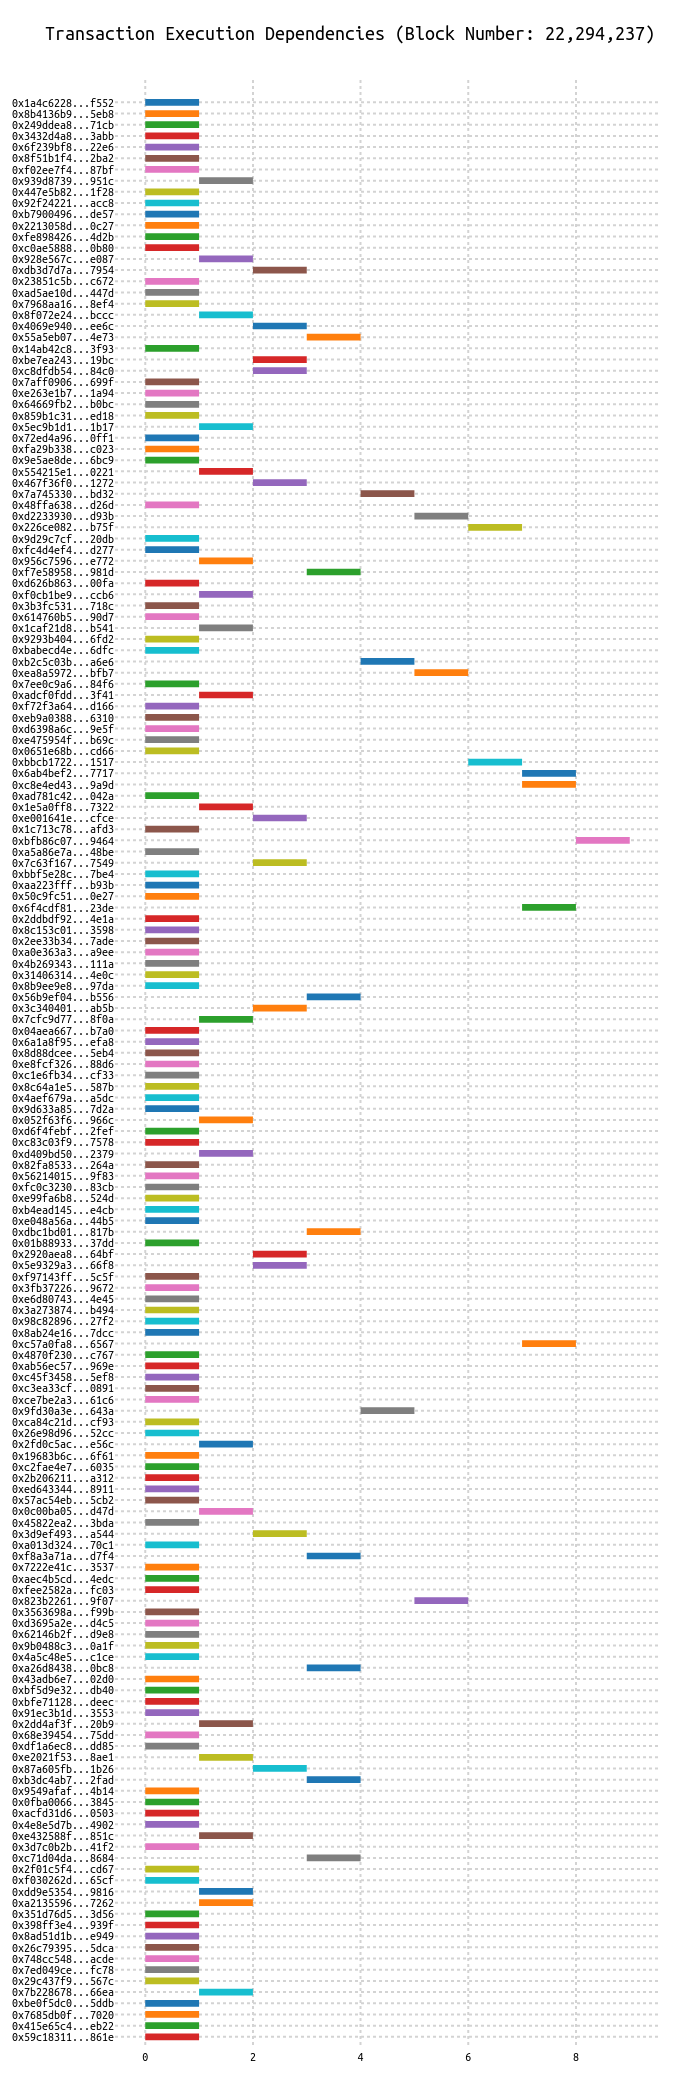 Transaction Execution Dependencies (Block Number: 22,294,237)
0x1a4c6228...f552
0x8b4136b9...5eb8
0x249ddea8...71cb
0x3432d4a8...3abb
0x6f239bf8...22e6
0x8f51b1f4...2ba2
0xf02ee7f4...87bf
0x939d8739...951c
0x447e5b82...1f28
0x92f24221...acc8
0xb7900496...de57
0x2213058d...0c27
0xfe898426...4d2b
0xc0ae5888...0b80
0x928e567c...e087
0xdb3d7d7a...7954
0x23851c5b...c672
0xad5ae10d...447d
0x7968aa16...8ef4
0x8f072e24...bccc
0x4069e940...ee6c
0x55a5eb07...4e73
0x14ab42c8...3f93
0xbe7ea243...19bc
0xc8dfdb54...84c0
0x7aff0906...699f
0xe263e1b7...1a94
0x64669fb2...b0bc
0x859b1c31...ed18
0x5ec9b1d1...1b17
0x72ed4a96...0ff1
0xfa29b338...c023
0x9e5ae8de...6bc9
0x554215e1...0221
0x467f36f0...1272
0x7a745330...bd32
0x48ffa638...d26d
0xd2233930...d93b
0x226ce082...b75f
0x9d29c7cf...20db
0xfc4d4ef4...d277
0x956c7596...e772
0xf7e58958...981d
0xd626b863...00fa
0xf0cb1be9...ccb6
0x3b3fc531...718c
0x614760b5...90d7
0x1caf21d8...b541
0x9293b404...6fd2
0xbabecd4e...6dfc
0xb2c5c03b...a6e6
0xea8a5972...bfb7
0x7ee0c9a6...84f6
0xadcf0fdd...3f41
0xf72f3a64...d166
0xeb9a0388...6310
0xd6398a6c...9e5f
0xe475954f...b69c
0x0651e68b...cd66
0xbbcb1722...1517
0x6ab4bef2...7717
0xc8e4ed43...9a9d
0xad781c42...042a
0x1e5a0ff8...7322
0xe001641e...cfce
0x1c713c78...afd3
0xbfb86c07...9464
0xa5a86e7a...48be
0x7c63f167...7549
0xbbf5e28c...7be4
0xaa223fff...b93b
0x50c9fc51...0e27
0x6f4cdf81...23de
0x2ddbdf92...4e1a
0x8c153c01...3598
0x2ee33b34...7ade
0xa0e363a3...a9ee
0x4b269343...111a
0x31406314...4e0c
0x8b9ee9e8...97da
0x56b9ef04...b556
0x3c340401...ab5b
0x7cfc9d77...8f0a
0x04aea667...b7a0
0x6a1a8f95...efa8
0x8d88dcee...5eb4
0xe8fcf326...88d6
0xc1e6fb34...cf33
0x8c64a1e5...587b
0x4aef679a...a5dc
0x9d633a85...7d2a
0x052f63f6...966c
0xd6f4febf...2fef
0xc83c03f9...7578
0xd409bd50...2379
0x82fa8533...264a
0x56214015...9f83
0xfc0c3230...83cb
0xe99fa6b8...524d
0xb4ead145...e4cb
0xe048a56a...44b5
0xdbc1bd01...817b
0x01b88933...37dd
0x2920aea8...64bf
0x5e9329a3...66f8
0xf97143ff...5c5f
0x3fb37226...9672
0xe6d80743...4e45
0x3a273874...b494
0x98c82896...27f2
0x8ab24e16...7dcc
0xc57a0fa8...6567
0x4870f230...c767
0xab56ec57...969e
0xc45f3458...5ef8
0xc3ea33cf...0891
0xce7be2a3...61c6
0x9fd30a3e...643a
0xca84c21d...cf93
0x26e98d96...52cc
0x2fd0c5ac...e56c
0x19683b6c...6f61
0xc2fae4e7...6035
0x2b206211...a312
0xed643344...8911
0x57ac54eb...5cb2
0x0c00ba05...d47d
0x45822ea2...3bda
0x3d9ef493...a544
0xa013d324...70c1
0xf8a3a71a...d7f4
0x7222e41c...3537
0xaec4b5cd...4edc
0xfee2582a...fc03
0x823b2261...9f07
0x3563698a...f99b
0xd3695a2e...d4c5
0x62146b2f...d9e8
0x9b0488c3...0a1f
0x4a5c48e5...c1ce
0xa26d8438...0bc8
0x43adb6e7...02d0
0xbf5d9e32...db40
0xbfe71128...deec
0x91ec3b1d...3553
0x2dd4af3f...20b9
0x68e39454...75dd
0xdf1a6ec8...dd85
0xe2021f53...8ae1
0x87a605fb...1b26
0xb3dc4ab7...2fad
0x9549afaf...4b14
0x0fba0066...3845
0xacfd31d6...0503
0x4e8e5d7b...4902
0xe432588f...851c
0x3d7c0b2b...41f2
0xc71d04da...8684
0x2f01c5f4...cd67
0xf030262d...65cf
0xdd9e5354...9816
0xa2135596...7262
0x351d76d5...3d56
0x398ff3e4...939f
0x8ad51d1b...e949
0x26c79395...5dca
0x748cc548...acde
0x7ed049ce...fc78
0x29c437f9...567c
0x7b228678...66ea
0xbe0f5dc0...5ddb
0x7685db0f...7020
0x415e65c4...eb22
0x59c18311...861e
0 2 4 6 8